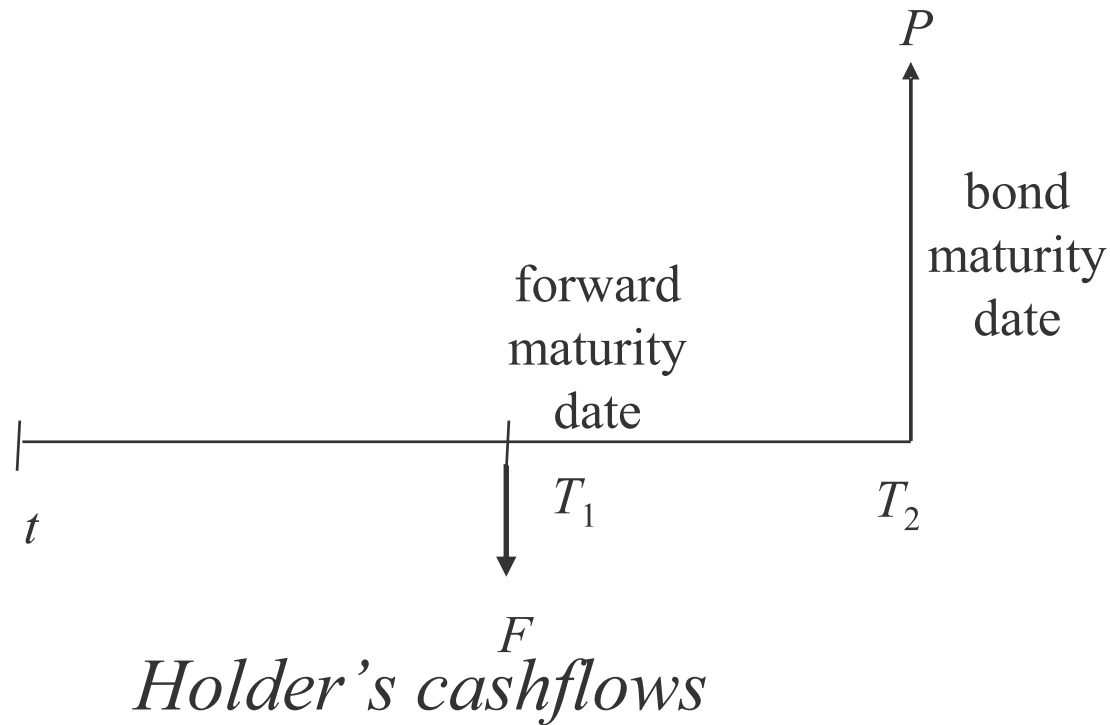 P
bond
maturity
date
forward
maturity
date
t
T₁
T₂
F
Holder’s cashflows